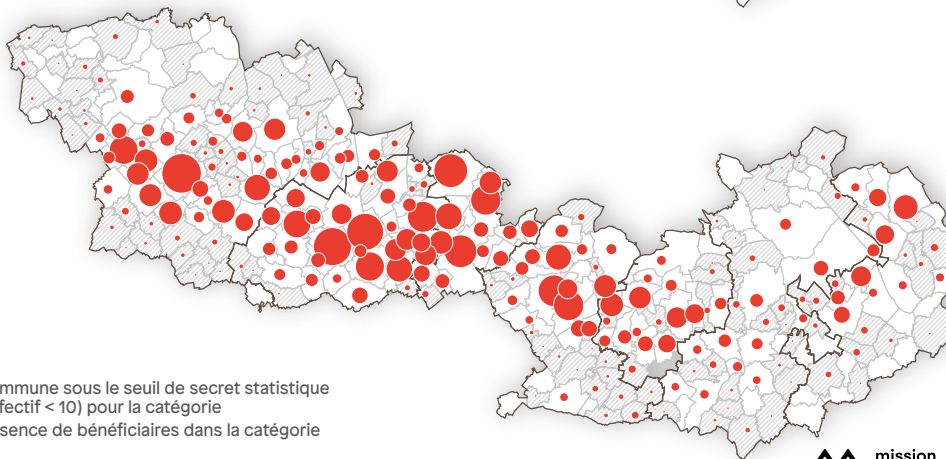 mmune sous le seuil de secret statistique
fectif < 10) pour la catégorie
sence de bénéficiaires dans la catégorie
mission